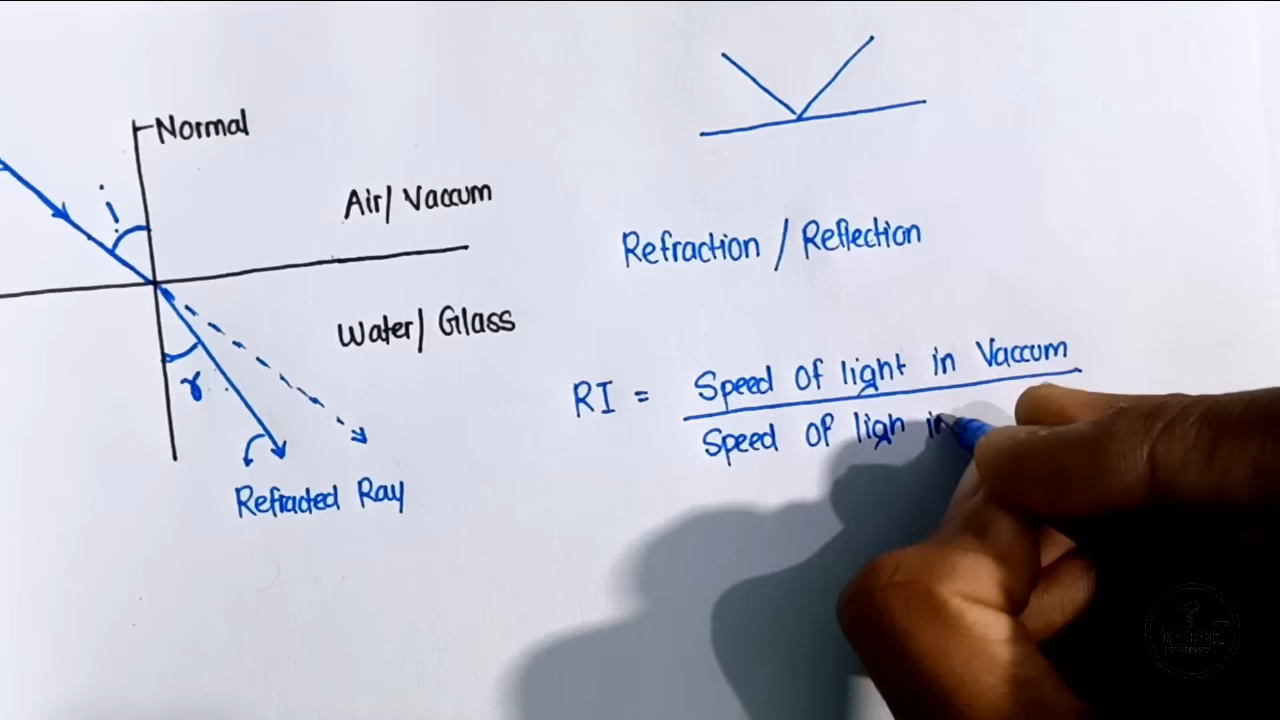 Normal
i
Air/ Vaccum
Water/ Glass
r
Refracted Ray
Refraction / Reflection
RI = Speed of light in Vaccum
Speed of ligh in